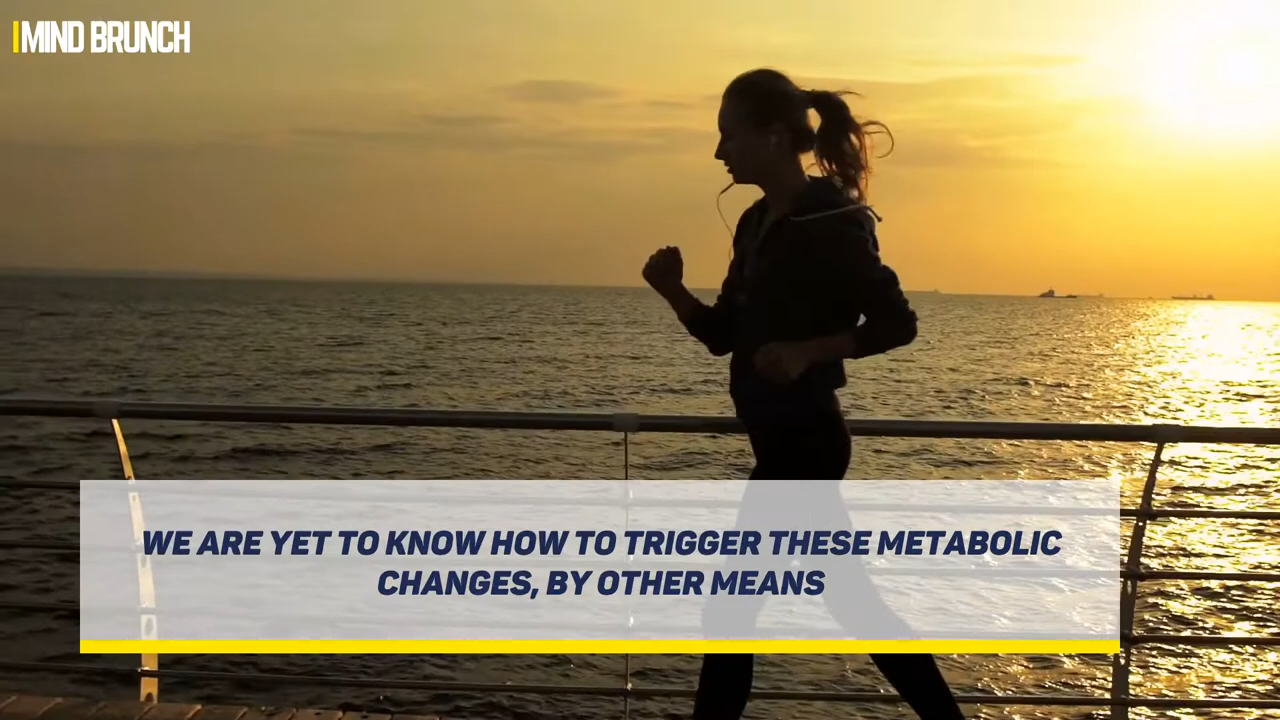 MIND BRUNCH
WE ARE YET TO KNOW HOW TO TRIGGER THESE METABOLIC
CHANGES, BY OTHER MEANS